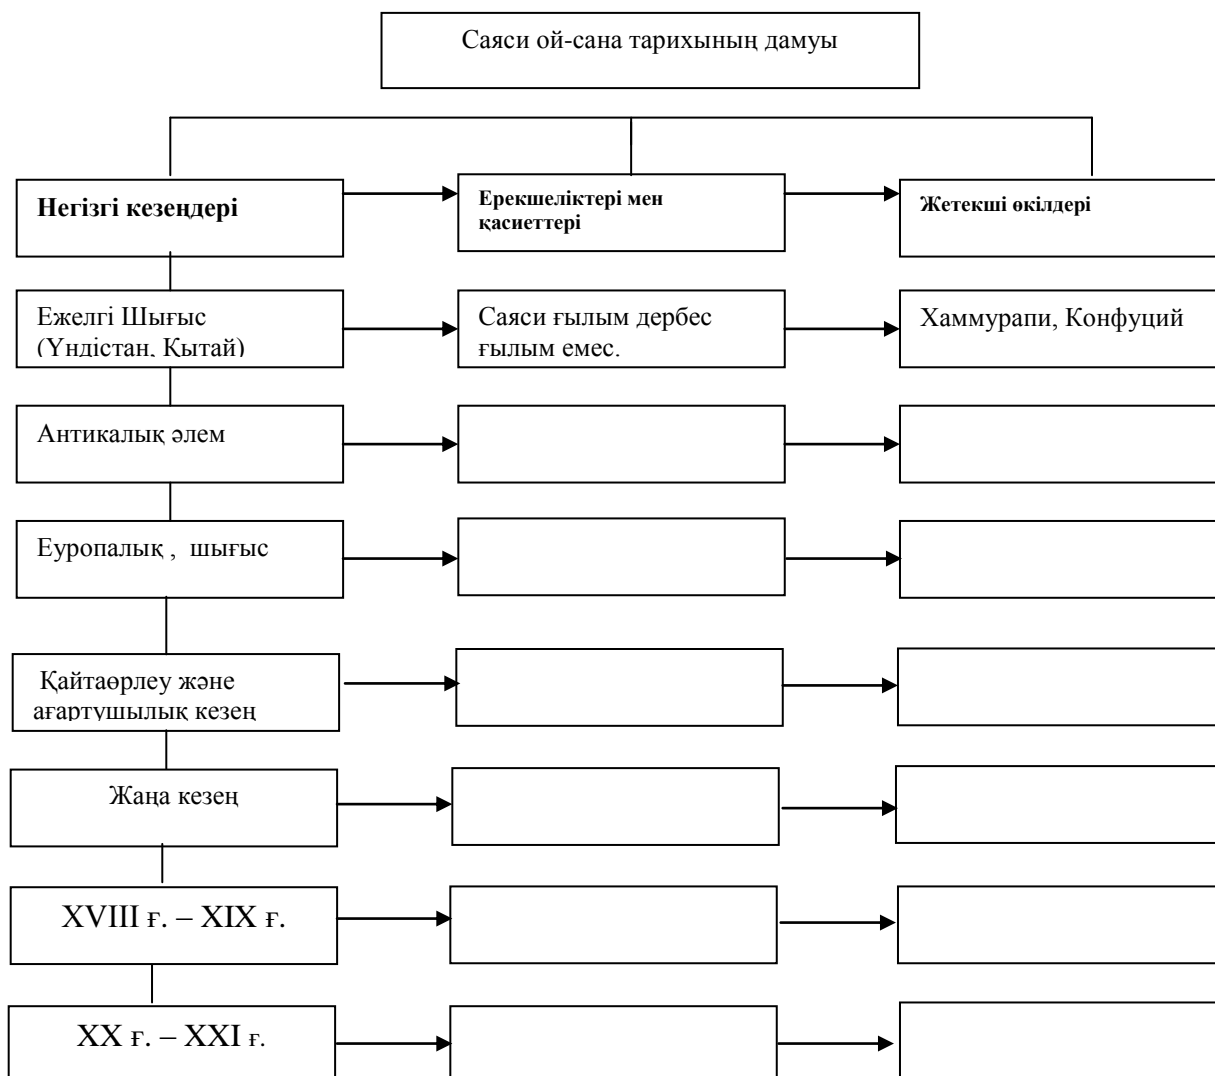 Саяси ой-сана тарихының дамуы
Негізгі кезеңдері
Ерекшеліктері мен
қасиеттері
Жетекші өкілдері
Ежелгі Шығыс
(Үндістан, Қытай)
Саяси ғылым дербес
ғылым емес.
Хаммурапи, Конфуций
Антикалық әлем
Еуропалық , шығыс
Қайтаөрлеу және
ағартушылық кезең
Жаңа кезең
XVIII ғ. – XIX ғ.
XX ғ. – XXI ғ.